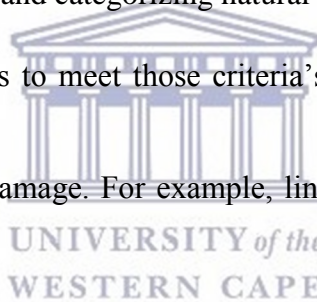 and categorizing natural
s to meet those criteria's
amage. For example, lin
UNIVERSITY of the
WESTERN CAPE